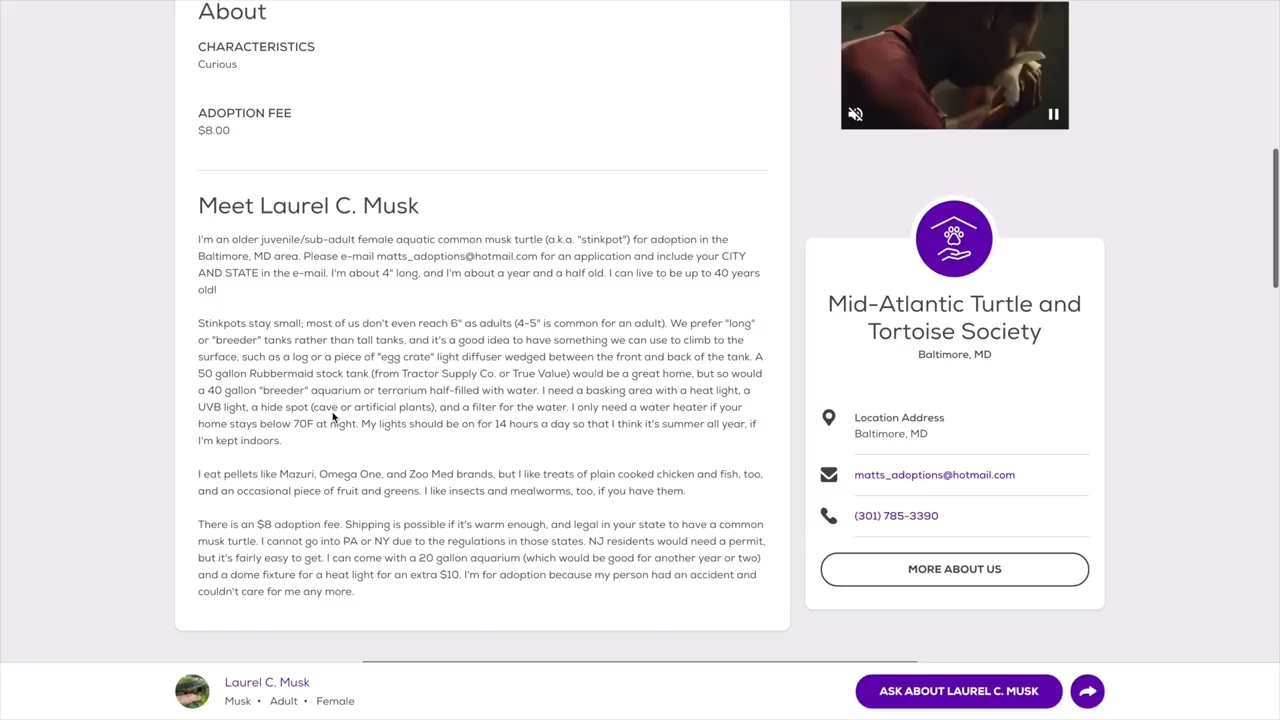 About
CHARACTERISTICS
Curious
ADOPTION FEE
$8.00
Meet Laurel C. Musk
I'm an older juvenile/sub-adult female aquatic common musk turtle (a.k.a. "stinkpot") for adoption in the
Baltimore, MD area. Please e-mail matts_adoptions@hotmail.com for an application and include your CITY
AND STATE in the e-mail. I'm about 4" long, and I'm about a year and a half old. I can live to be up to 40 years
old!
Stinkpots stay small; most of us don't even reach 6" as adults (4-5" is common for an adult). We prefer "long"
or "breeder" tanks rather than tall tanks, and it's a good idea to have something we can use to climb to the
surface, such as a log or a piece of "egg crate" light diffuser wedged between the front and back of the tank. A
50 gallon Rubbermaid stock tank (from Tractor Supply Co. or True Value) would be a great home, but so would
a 40 gallon "breeder" aquarium or terrarium half-filled with water. I need a basking area with a heat light, a
UVB light, a hide spot (cave or artificial plants), and a filter for the water. I only need a water heater if your
home stays below 70F at night. My lights should be on for 14 hours a day so that I think it's summer all year, if
I'm kept indoors.
I eat pellets like Mazuri, Omega One, and Zoo Med brands, but I like treats of plain cooked chicken and fish, too,
and an occasional piece of fruit and greens. I like insects and mealworms, too, if you have them.
There is an $8 adoption fee. Shipping is possible if it's warm enough, and legal in your state to have a common
musk turtle. I cannot go into PA or NY due to the regulations in those states. NJ residents would need a permit,
but it's fairly easy to get. I can come with a 20 gallon aquarium (which would be good for another year or two)
and a dome fixture for a heat light for an extra $10. I'm for adoption because my person had an accident and
couldn't care for me any more.
Mid-Atlantic Turtle and
Tortoise Society
Baltimore, MD
Location Address
Baltimore, MD
matts_adoptions@hotmail.com
(301) 785-3390
MORE ABOUT US
Laurel C. Musk
Musk • Adult • Female
ASK ABOUT LAUREL C. MUSK